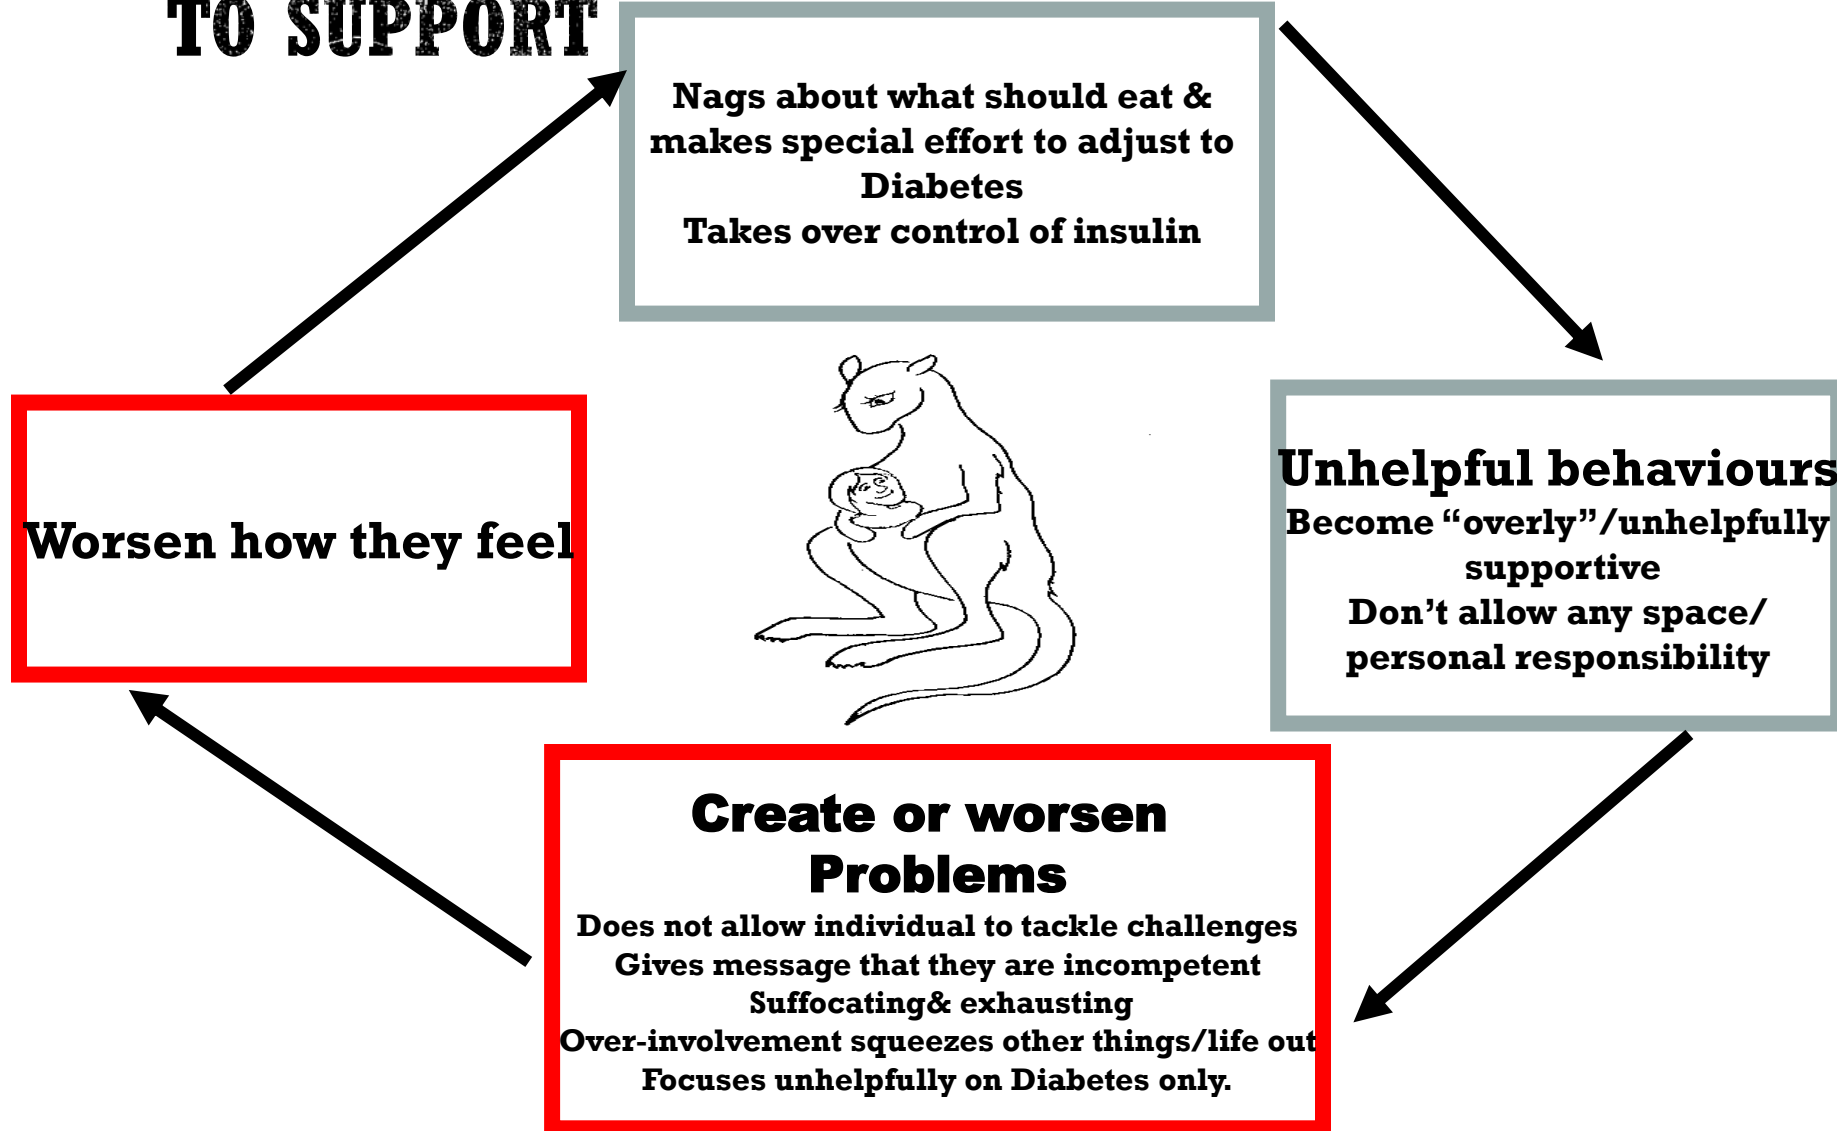 TO SUPPORT
Nags about what should eat &
makes special effort to adjust to
Diabetes
Takes over control of insulin
Unhelpful behaviours
Become “overly”/unhelpfully
supportive
Don’t allow any space/
personal responsibility
Create or worsen
Problems
Does not allow individual to tackle challenges
Gives message that they are incompetent
Suffocating& exhausting
Over-involvement squeezes other things/life out
Focuses unhelpfully on Diabetes only.
Worsen how they feel